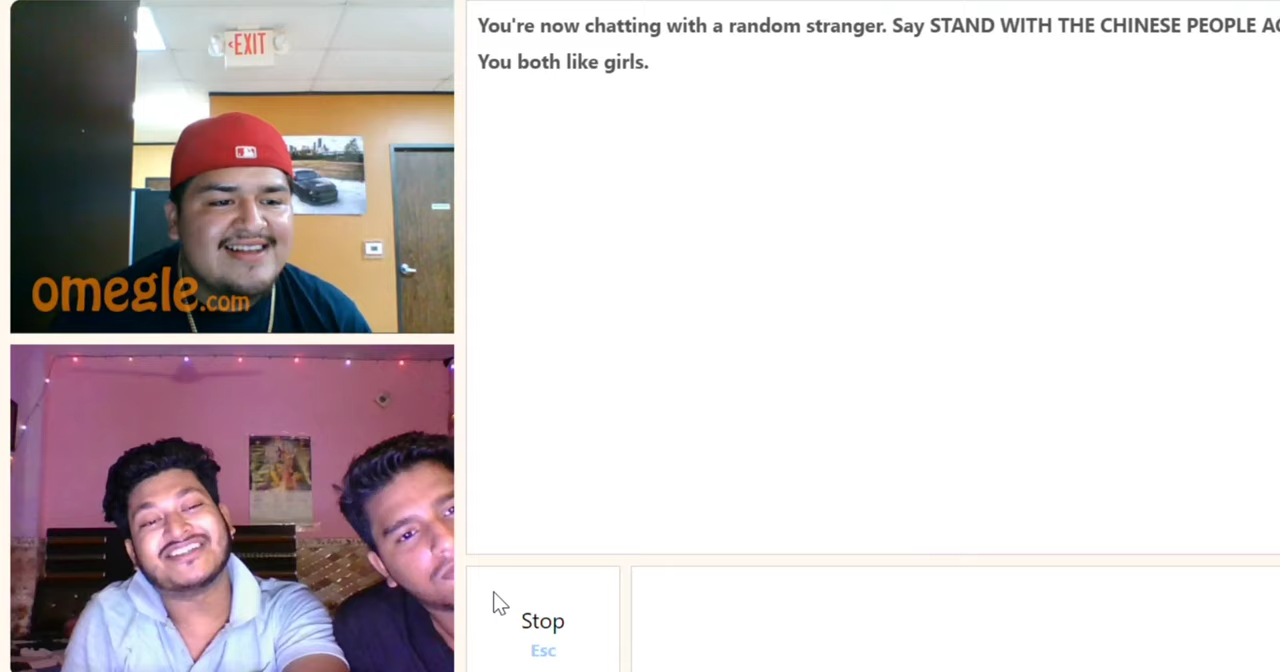 You're now chatting with a random stranger. Say STAND WITH THE CHINESE PEOPLE
You both like girls.
<EXIT
omegle.com
Stop
Esc